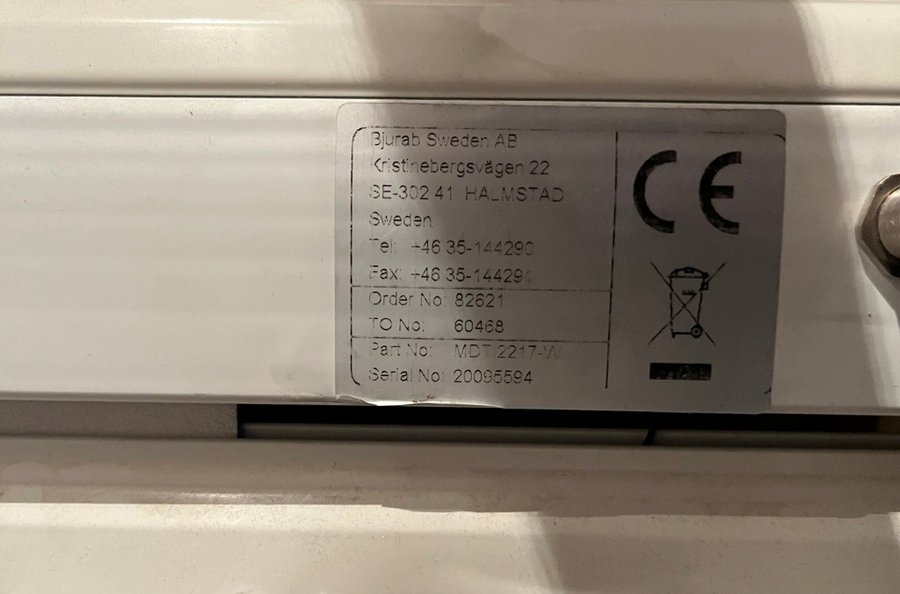 Bjurab Sweden AB
Kristinebergsvägen 22
SE-302 41 HALMSTAD
Sweden
Tel: +46 35-144290
Fax: +46 35-144291
Order No: 82621
TO No: 60468
Part No: MDT 2217-W
Serial No: 20095594
CE